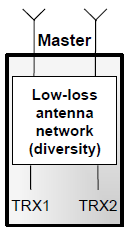 Master
Low-loss
antenna
network
(diversity)
TRX1 TRX2